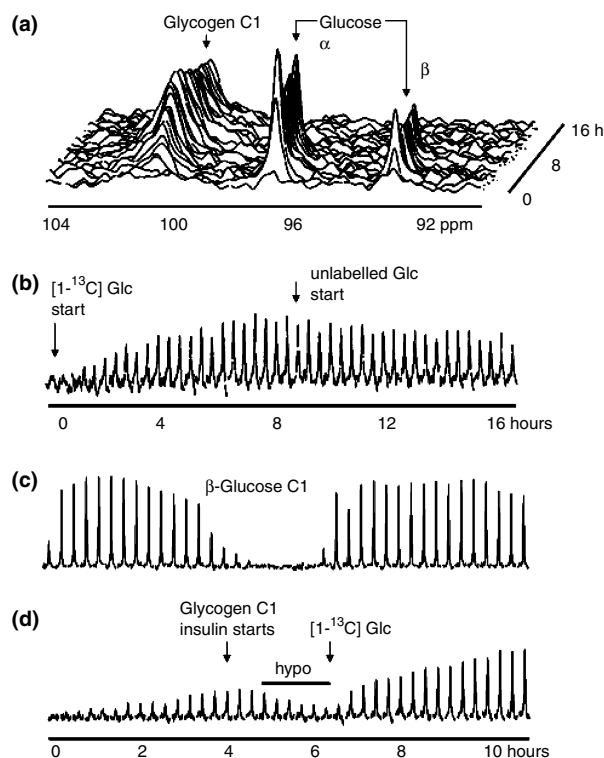 (a)
Glycogen C1
Glucose
α
β
16 h
8
0
104 100 96 92 ppm
(b)
[1-¹³C] Glc
start
unlabelled Glc
start
0 4 8 12 16 hours
(c)
β-Glucose C1
(d)
Glycogen C1
insulin starts
[1-¹³C] Glc
hypo
0 2 4 6 8 10 hours